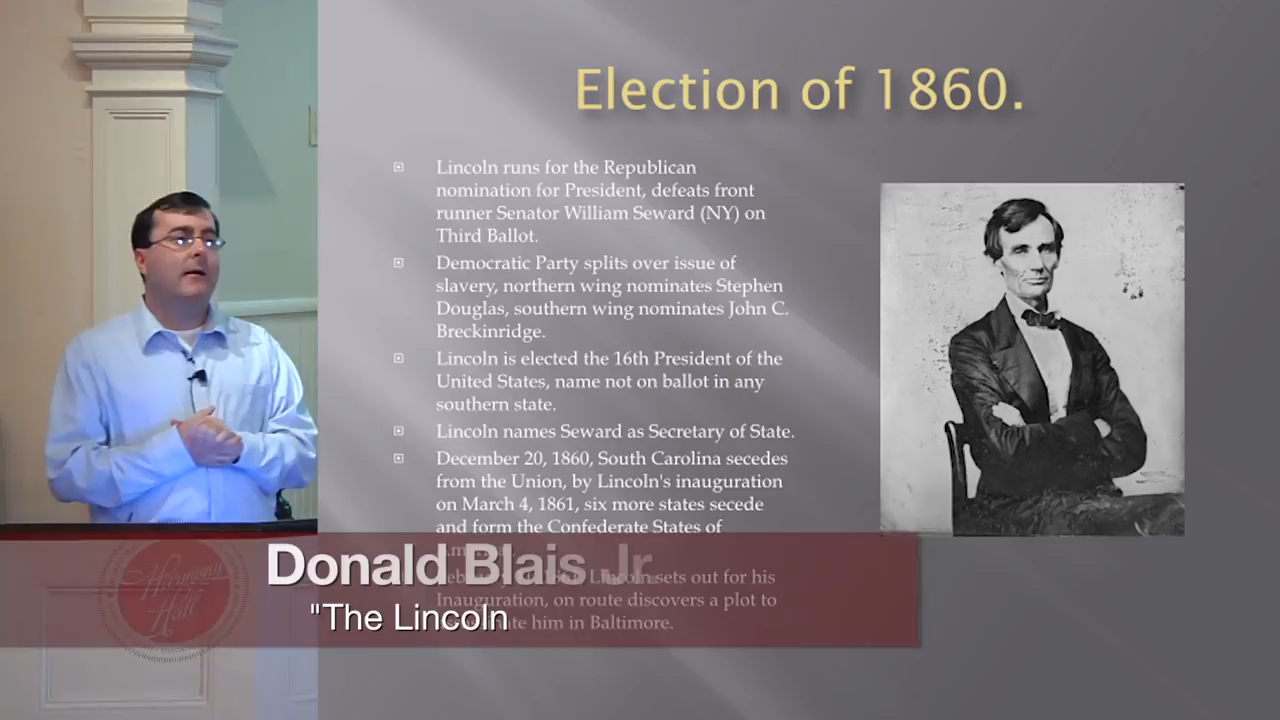 Election of 1860.
Lincoln runs for the Republican
nomination for President, defeats front
runner Senator William Seward (NY) on
Third Ballot.
Democratic Party splits over issue of
slavery, northern wing nominates Stephen
Douglas, southern wing nominates John C.
Breckinridge.
Lincoln is elected the 16th President of the
United States, name not on ballot in any
southern state.
Lincoln names Seward as Secretary of State.
December 20, 1860, South Carolina secedes
from the Union, by Lincoln's inauguration
on March 4, 1861, six more states secede
and form the Confederate States of
Lincoln sets out for his
Inauguration, on route discovers a plot to
him in Baltimore.
Donald Blais Jr.
"The Lincoln
Harmony
Hall